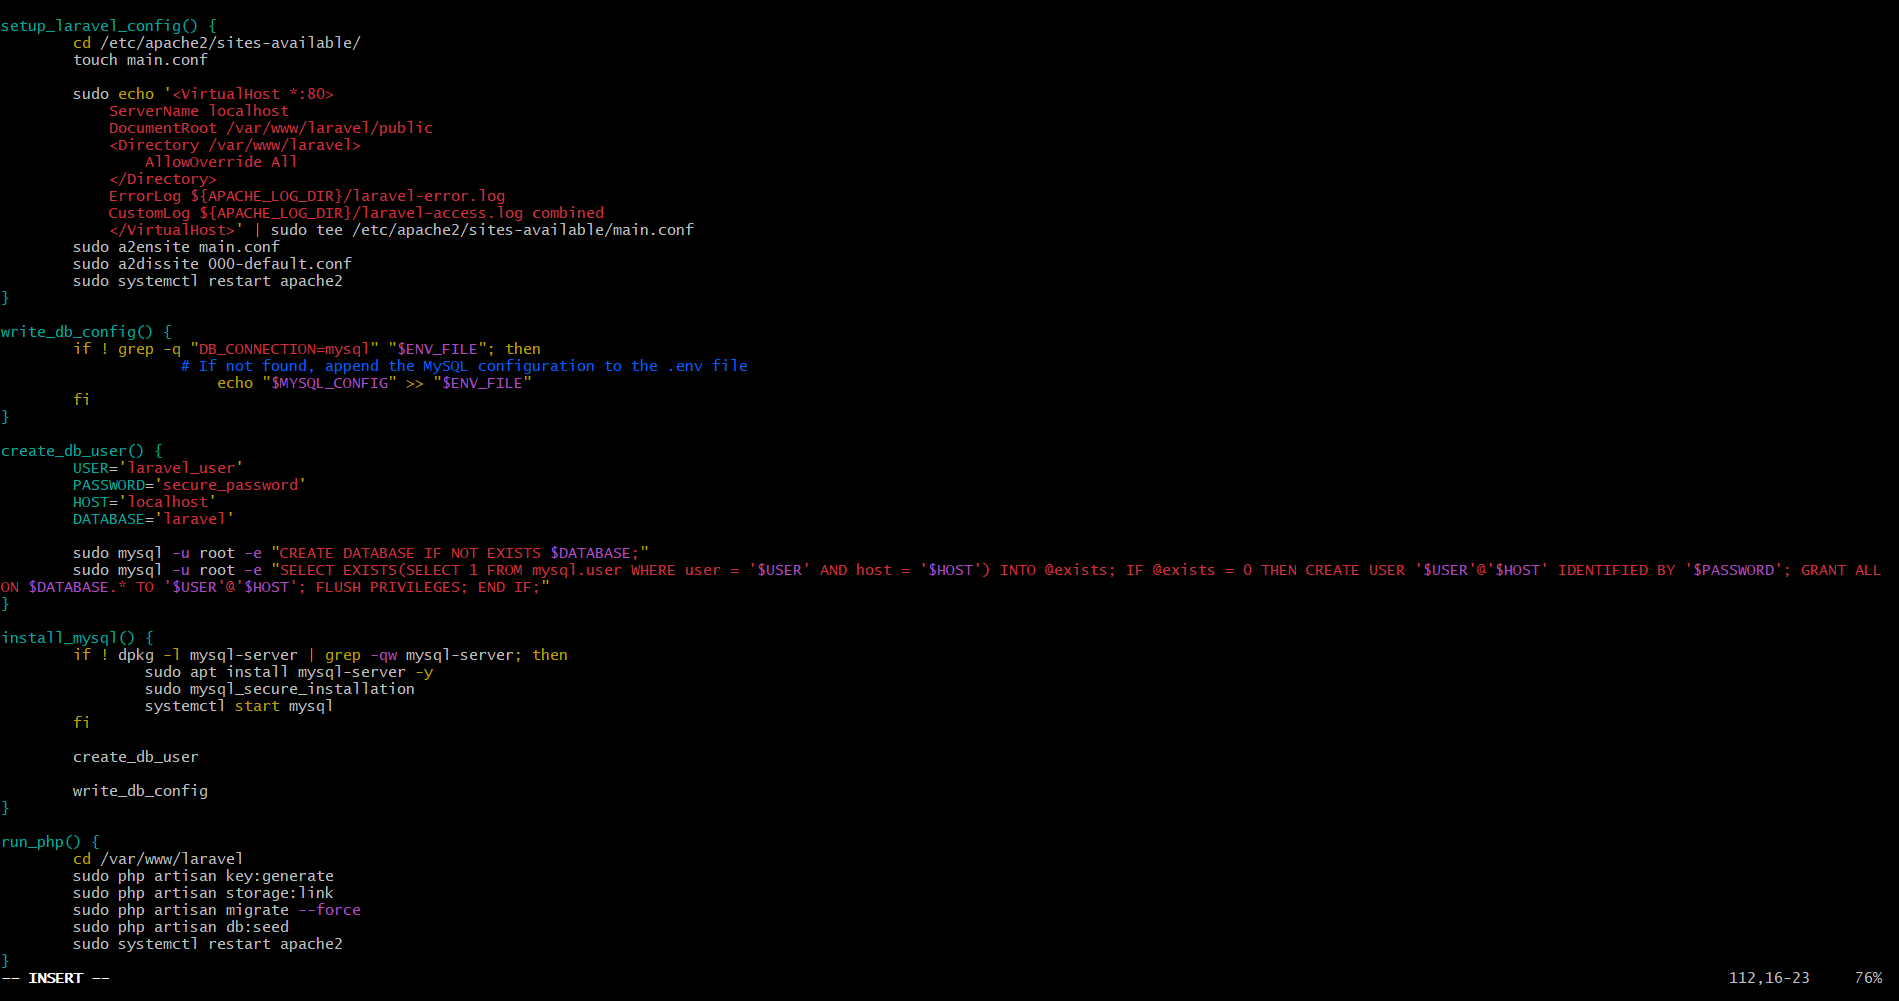 setup_laravel_config() {
        cd /etc/apache2/sites-available/
        touch main.conf

        sudo echo '<VirtualHost *:80>
            ServerName localhost
            DocumentRoot /var/www/laravel/public
            <Directory /var/www/laravel>
                AllowOverride All
            </Directory>
            ErrorLog ${APACHE_LOG_DIR}/laravel-error.log
            CustomLog ${APACHE_LOG_DIR}/laravel-access.log combined
            </VirtualHost>' | sudo tee /etc/apache2/sites-available/main.conf
        sudo a2ensite main.conf
        sudo a2dissite 000-default.conf
        sudo systemctl restart apache2
}

write_db_config() {
        if ! grep -q "DB_CONNECTION=mysql" "$ENV_FILE"; then
                    # If not found, append the MySQL configuration to the .env file
                        echo "$MYSQL_CONFIG" >> "$ENV_FILE"
        fi
}

create_db_user() {
        USER='laravel_user'
        PASSWORD='secure_password'
        HOST='localhost'
        DATABASE='laravel'

        sudo mysql -u root -e "CREATE DATABASE IF NOT EXISTS $DATABASE;"
        sudo mysql -u root -e "SELECT EXISTS(SELECT 1 FROM mysql.user WHERE user = '$USER' AND host = '$HOST') INTO @exists; IF @exists = 0 THEN CREATE USER '$USER'@'$HOST' IDENTIFIED BY '$PASSWORD'; GRANT ALL
ON $DATABASE.* TO '$USER'@'$HOST'; FLUSH PRIVILEGES; END IF;"
}

install_mysql() {
        if ! dpkg -l mysql-server | grep -qw mysql-server; then
                sudo apt install mysql-server -y
                sudo mysql_secure_installation
                systemctl start mysql
        fi

        create_db_user

        write_db_config
}

run_php() {
        cd /var/www/laravel
        sudo php artisan key:generate
        sudo php artisan storage:link
        sudo php artisan migrate --force
        sudo php artisan db:seed
        sudo systemctl restart apache2
}
-- INSERT -- 112,16-23 76%